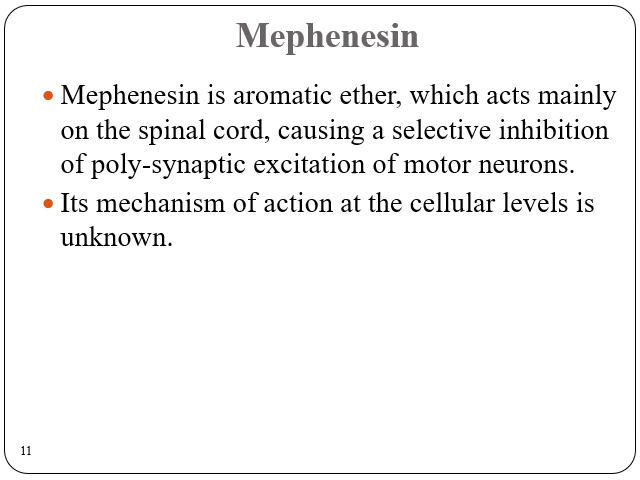 Mephenesin
• Mephenesin is aromatic ether, which acts mainly
on the spinal cord, causing a selective inhibition
of poly-synaptic excitation of motor neurons.
• Its mechanism of action at the cellular levels is
unknown.
11